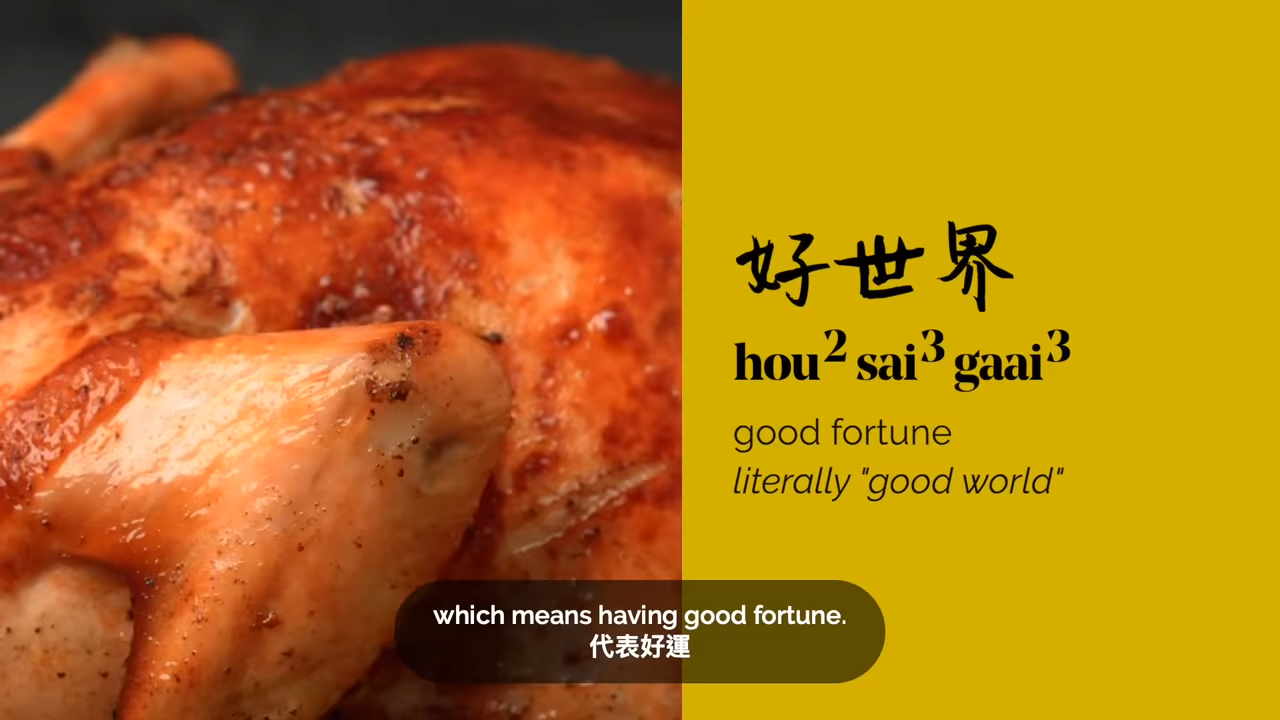 好世界
hou² sai³ gaai³
good fortune
literally "good world"
which means having good fortune.
代表好運